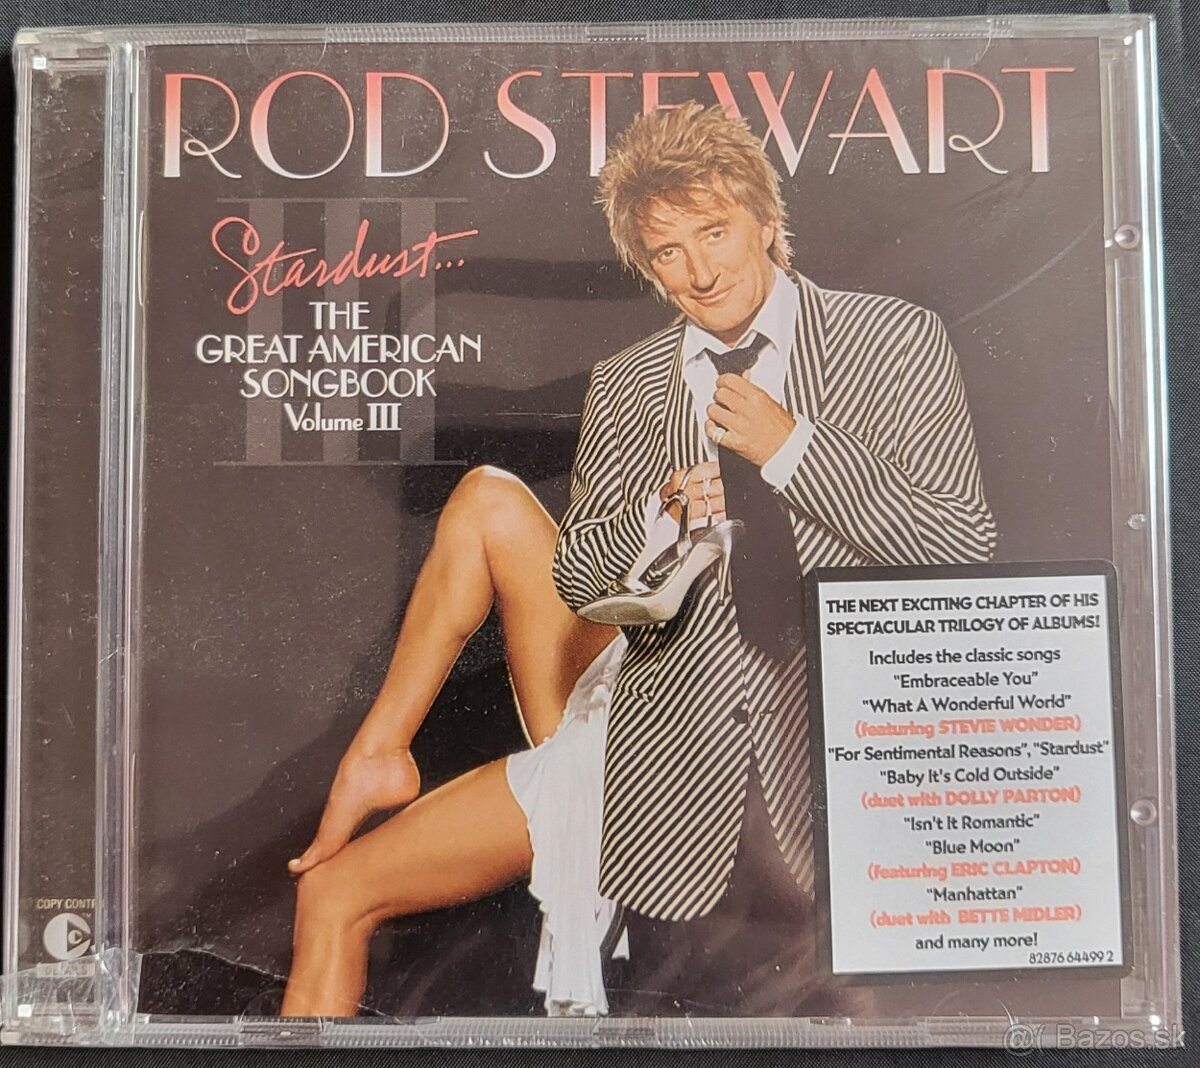 ROD STEWART
Stardust...
THE
GREAT AMERICAN
SONGBOOK
Volume III
THE NEXT EXCITING CHAPTER OF HIS
SPECTACULAR TRILOGY OF ALBUMS!
Includes the classic songs
"Embraceable You"
"What A Wonderful World"
(featuring STEVIE WONDER)
"For Sentimental Reasons", "Stardust"
"Baby It's Cold Outside"
(duet with DOLLY PARTON)
"Isn't It Romantic"
"Blue Moon"
(featuring ERIC CLAPTON)
"Manhattan"
(duet with BETTE MIDLER)
and many more!
82876 64499 2
COPY CONTR
DETAILS
Bazos.sk